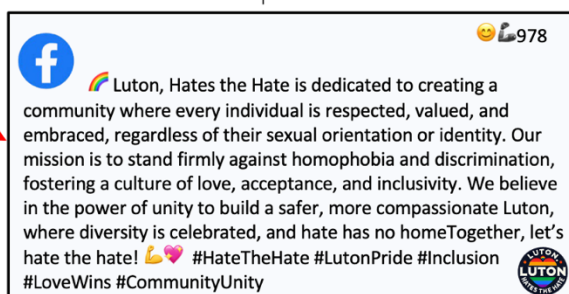 😊🦾978
f
🌈 Luton, Hates the Hate is dedicated to creating a
community where every individual is respected, valued, and
embraced, regardless of their sexual orientation or identity. Our
mission is to stand firmly against homophobia and discrimination,
fostering a culture of love, acceptance, and inclusivity. We believe
in the power of unity to build a safer, more compassionate Luton,
where diversity is celebrated, and hate has no homeTogether, let’s
hate the hate! 💪💖 #HateTheHate #LutonPride #Inclusion
#LoveWins #CommunityUnity
LUTON,
HATES THE HATE